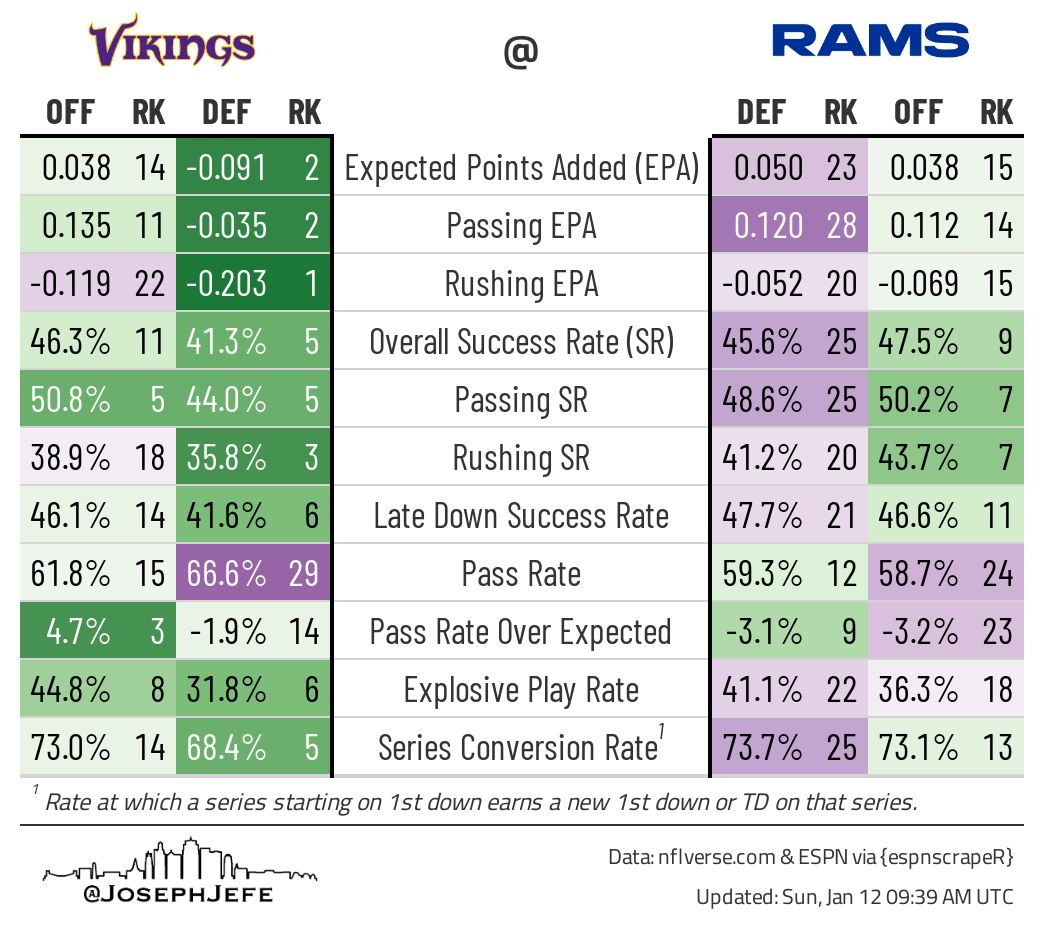 VIKINGS @ RAMS
OFF RK DEF RK DEF RK OFF RK
0.038 14 -0.091 2 Expected Points Added (EPA) 0.050 23 0.038 15
0.135 11 -0.035 2 Passing EPA 0.120 28 0.112 14
-0.119 22 -0.203 1 Rushing EPA -0.052 20 -0.069 15
46.3% 11 41.3% 5 Overall Success Rate (SR) 45.6% 25 47.5% 9
50.8% 5 44.0% 5 Passing SR 48.6% 25 50.2% 7
38.9% 18 35.8% 3 Rushing SR 41.2% 20 43.7% 7
46.1% 14 41.6% 6 Late Down Success Rate 47.7% 21 46.6% 11
61.8% 15 66.6% 29 Pass Rate 59.3% 12 58.7% 24
4.7% 3 -1.9% 14 Pass Rate Over Expected -3.1% 9 -3.2% 23
44.8% 8 31.8% 6 Explosive Play Rate 41.1% 22 36.3% 18
73.0% 14 68.4% 5 Series Conversion Rate1 73.7% 25 73.1% 13
1 Rate at which a series starting on 1st down earns a new 1st down or TD on that series.
@JOSEPHJEFE
Data: nflverse.com & ESPN via {espnscrapeR}
Updated: Sun, Jan 12 09:39 AM UTC